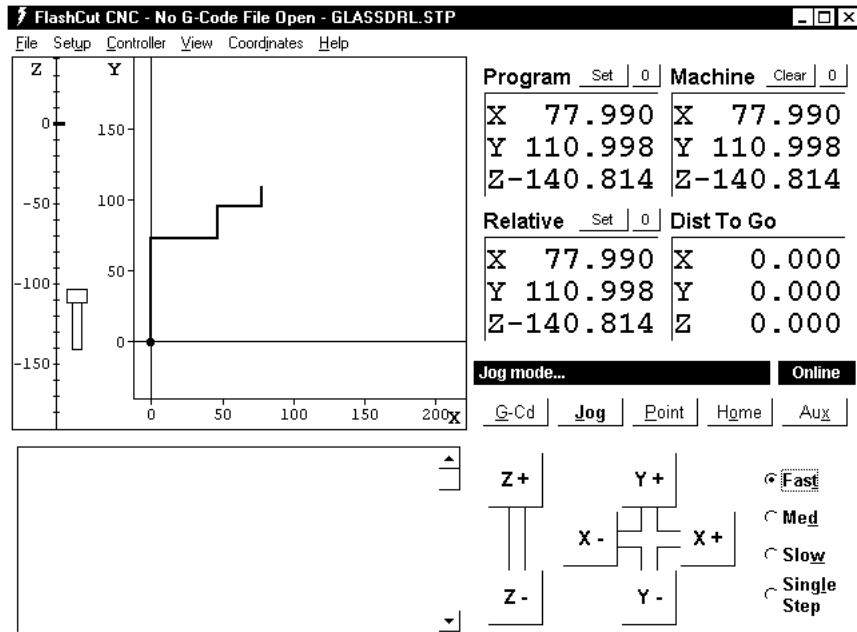 FlashCut CNC - No G-Code File Open - GLASSDRL.STP
File Setup Controller View Coordinates Help
Z
0
-50
-100
-150
Y
150
100
50
0
0 50 100 150 200 X
Program Set 0
X 77.990
Y 110.998
Z-140.814
Machine Clear 0
X 77.990
Y 110.998
Z-140.814
Relative Set 0
X 77.990
Y 110.998
Z-140.814
Dist To Go
X 0.000
Y 0.000
Z 0.000
Jog mode... Online
G-Cd Jog Point Home Aux
Z +
Z -
Y +
X -
X +
Y -
Fast
Med
Slow
Single
Step